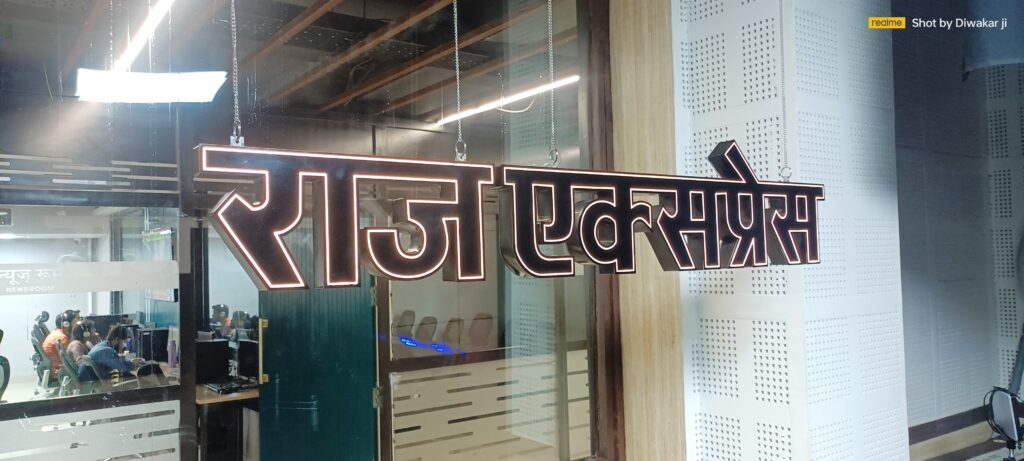 realme Shot by Diwakar ji
राज एक्सप्रेस
न्यूज़ रूम
NEWSROOM